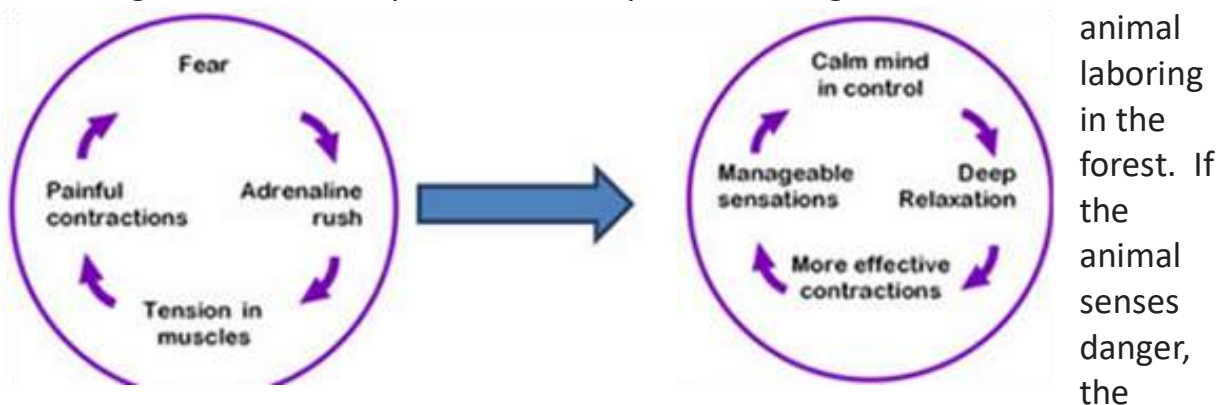 Fear
Adrenaline
rush
Tension in
muscles
Painful
contractions
Calm mind
in control
Deep
Relaxation
More effective
contractions
Manageable
sensations
animal
laboring
in the
forest. If
the
animal
senses
danger,
the